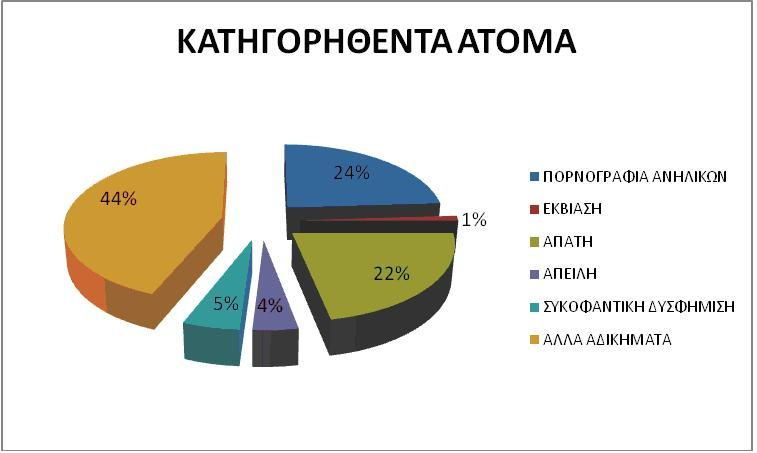 ΚΑΤΗΓΟΡΗΘΕΝΤΑ ΑΤΟΜΑ
24%
1%
22%
4%
5%
44%
ΠΟΡΝΟΓΡΑΦΙΑ ΑΝΗΛΙΚΩΝ
ΕΚΒΙΑΣΗ
ΑΠΑΤΗ
ΑΠΕΙΛΗ
ΣΥΚΟΦΑΝΤΙΚΗ ΔΥΣΦΗΜΙΣΗ
ΑΛΛΑ ΑΔΙΚΗΜΑΤΑ